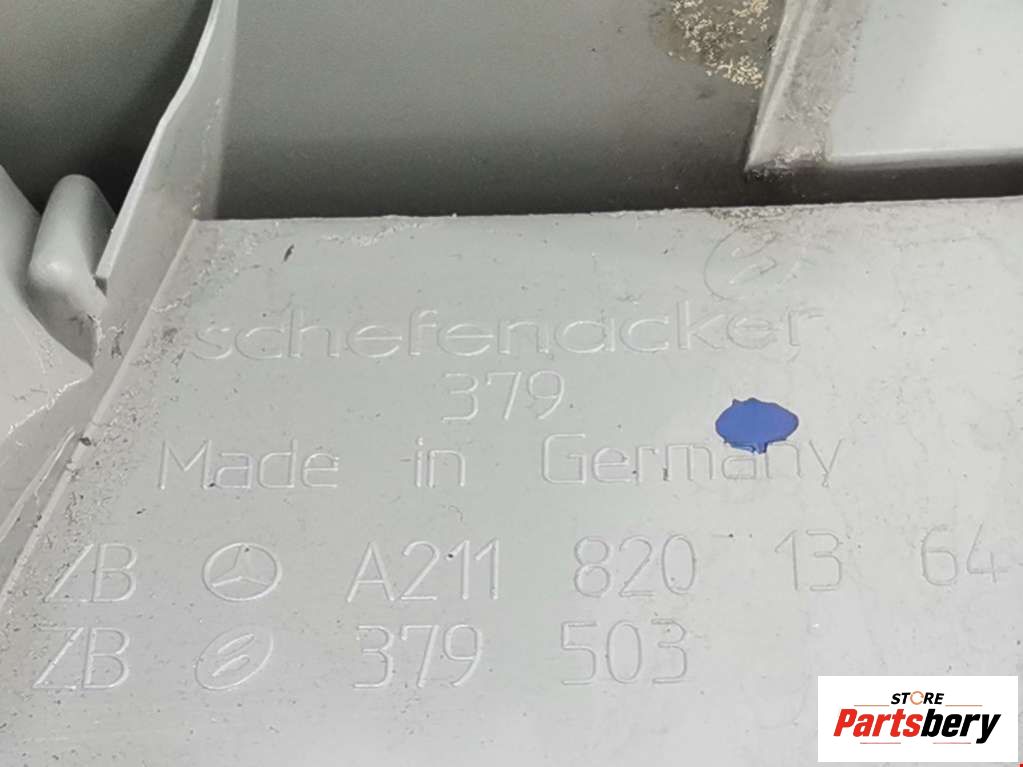 schefenacker
379
Made in Germany
ZB A211 820 13 64
ZB 379 503
STORE
Partsbery